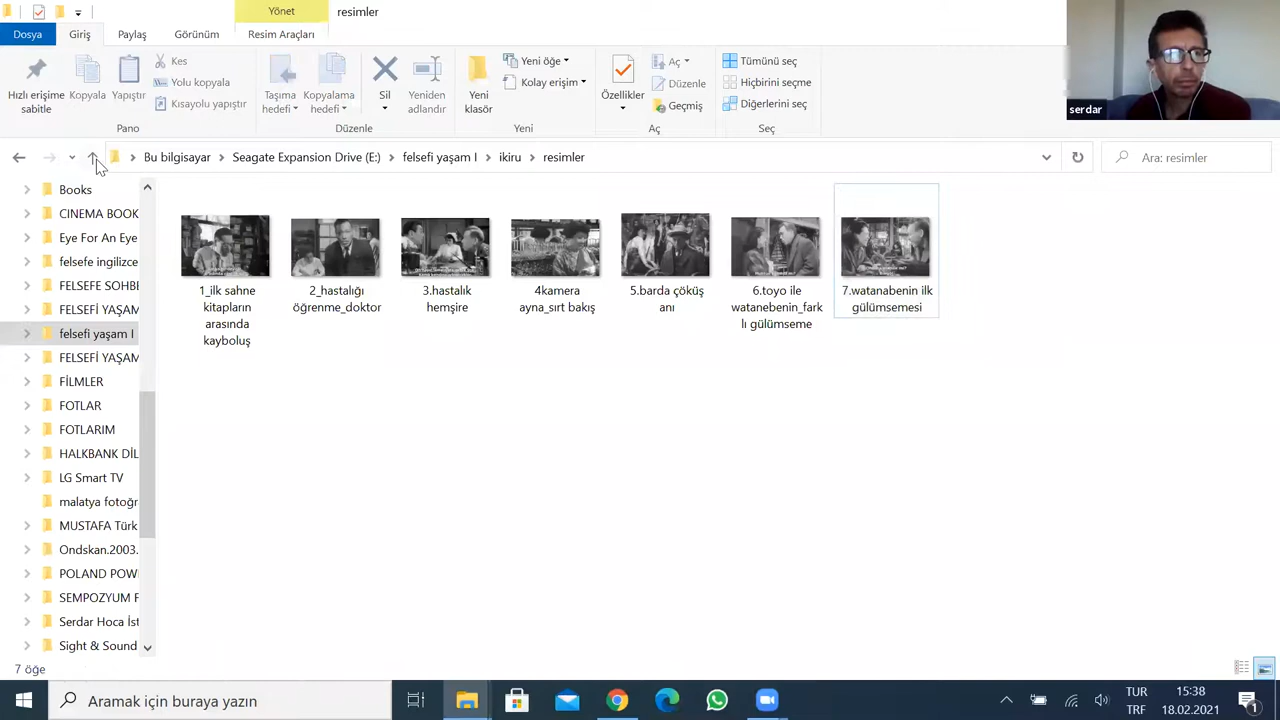 Yönet
resimler
Dosya
Giriş
Paylaş
Görünüm
Resim Araçları
Hızlı erişime
sabitle
Kopyala
Yapıştır
Kes
Yolu kopyala
Kısayolu yapıştır
Pano
Taşıma
hedefi
Kopyalama
hedefi
Sil
Yeniden
adlandır
Düzenle
Yeni
klasör
Yeni öğe
Kolay erişim
Yeni
Özellikler
Aç
Düzenle
Geçmiş
Aç
Tümünü seç
Hiçbirini seçme
Diğerlerini seç
Seç
serdar
Bu bilgisayar
Seagate Expansion Drive (E:)
felsefi yaşam I
ikiru
resimler
Ara: resimler
Books
CINEMA BOOK
Eye For An Eye
felsefe ingilizce
FELSEFE SOHBE
FELSEFİ YAŞAM
felsefi yaşam I
FELSEFİ YAŞAM
FİLMLER
FOTLAR
FOTLARIM
HALKBANK DİL
LG Smart TV
malatya fotoğr
MUSTAFA Türk
Ondskan.2003.
POLAND POW
SEMPOZYUM F
Serdar Hoca İst
Sight & Sound
1_ilk sahne
kitapların
arasında
kayboluş
2_hastalığı
öğrenme_doktor
3.hastalık
hemşire
4kamera
ayna_sırt bakış
5.barda çöküş
anı
6.toyo ile
watanebenin_fark
lı gülümseme
7.watanabenin ilk
gülümsemesi
7 öğe
Aramak için buraya yazın
TUR
TRF
15:38
18.02.2021
1